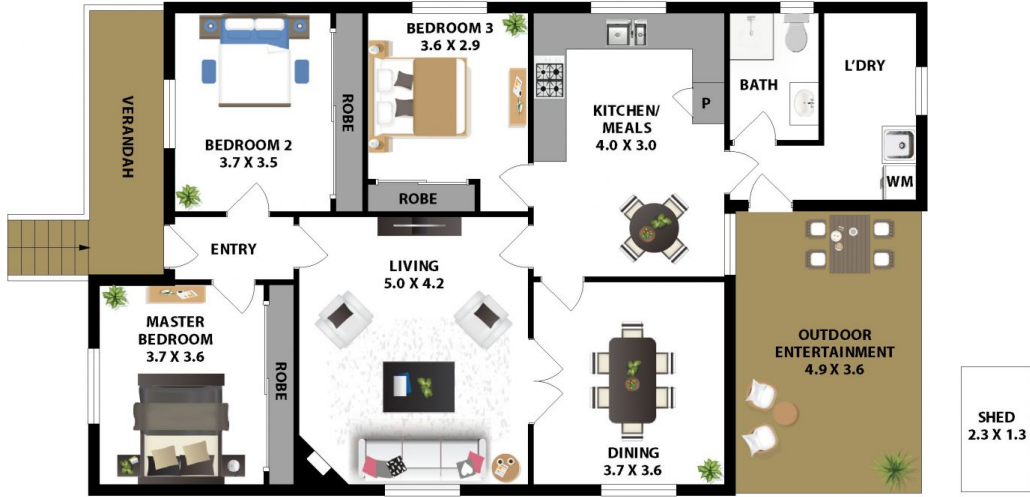 VERANDAH
BEDROOM 2
3.7 X 3.5
ROBE
BEDROOM 3
3.6 X 2.9
ROBE
KITCHEN/
MEALS
4.0 X 3.0
P
BATH
L'DRY
WM
ENTRY
LIVING
5.0 X 4.2
MASTER
BEDROOM
3.7 X 3.6
ROBE
DINING
3.7 X 3.6
OUTDOOR
ENTERTAINMENT
4.9 X 3.6
SHED
2.3 X 1.3